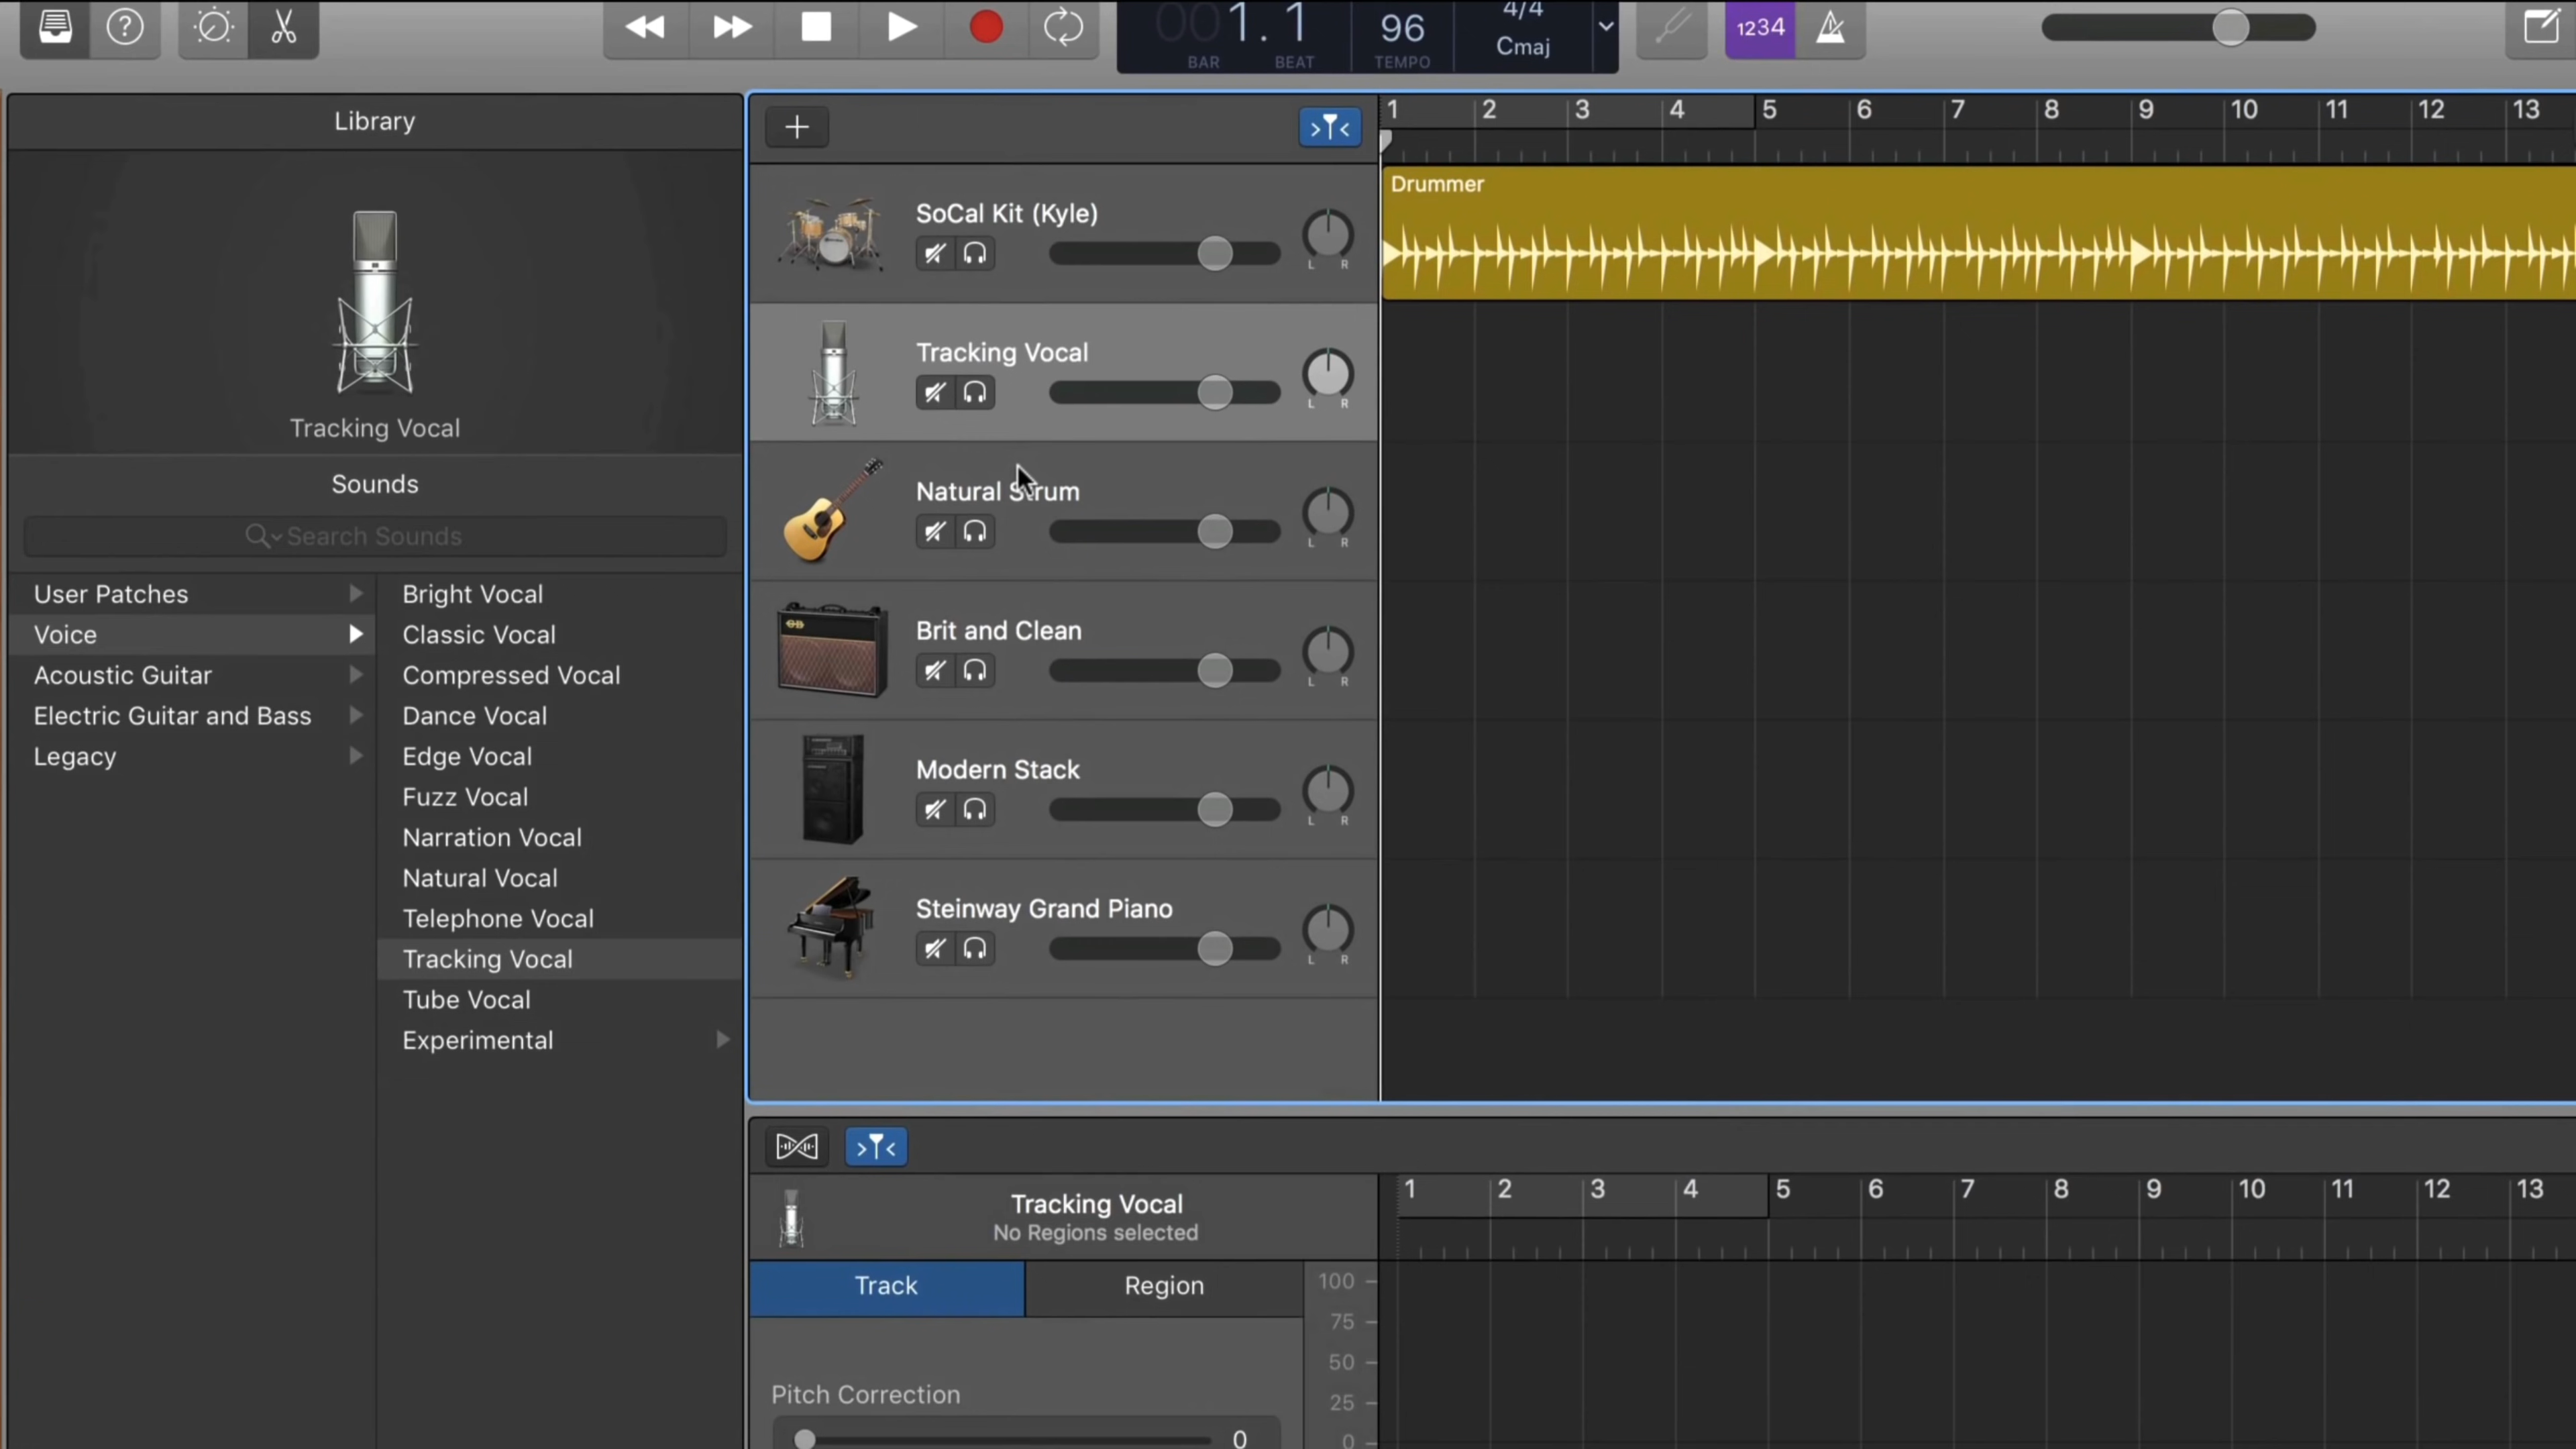 001. 1
BAR
BEAT
96
TEMPO
4/4
Cmaj
1234
Library
Tracking Vocal
Sounds
Search Sounds
User Patches
Voice
Acoustic Guitar
Electric Guitar and Bass
Legacy
Bright Vocal
Classic Vocal
Compressed Vocal
Dance Vocal
Edge Vocal
Fuzz Vocal
Narration Vocal
Natural Vocal
Telephone Vocal
Tracking Vocal
Tube Vocal
Experimental
1 2 3 4 5 6 7 8 9 10 11 12 13
SoCal Kit (Kyle)
L R
Drummer
Tracking Vocal
L R
Natural Strum
L R
Brit and Clean
L R
Modern Stack
L R
Steinway Grand Piano
L R
Tracking Vocal
No Regions selected
1 2 3 4 5 6 7 8 9 10 11 12 13
Track
Region
100
75
50
25
0
Pitch Correction
0